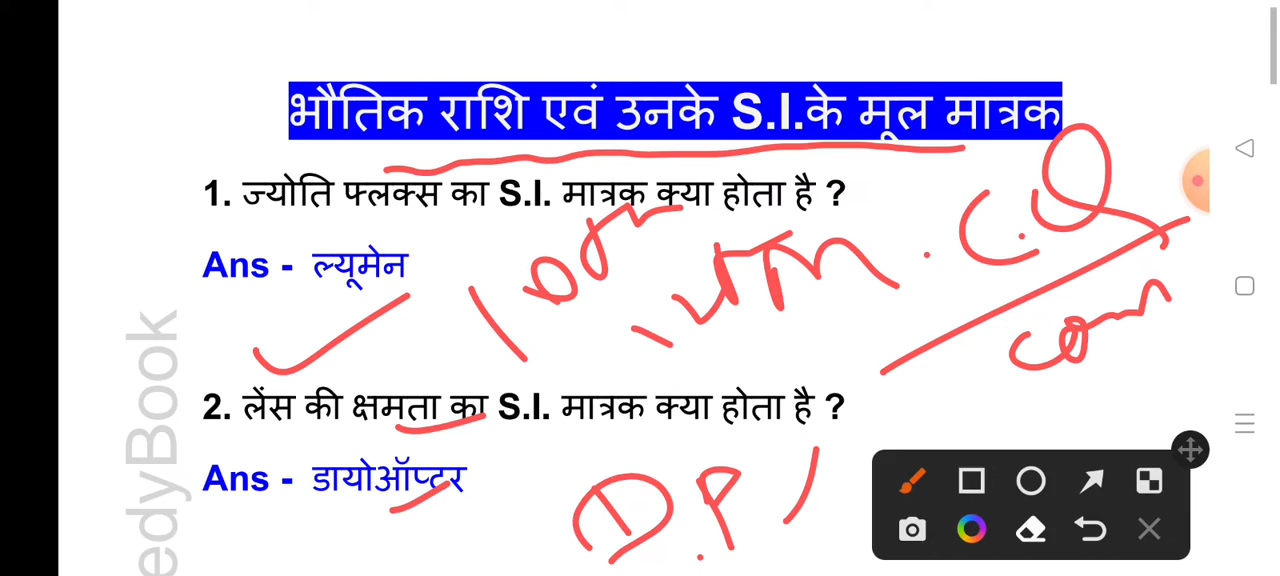 भौतिक राशि एवं उनके S.I.के मूल मात्रक
1. ज्योति फ्लक्स का S.I. मात्रक क्या होता है ?
Ans - ल्यूमेन
2. लेंस की क्षमता का S.I. मात्रक क्या होता है ?
Ans - डायोऑप्टर
D.P
edyBook